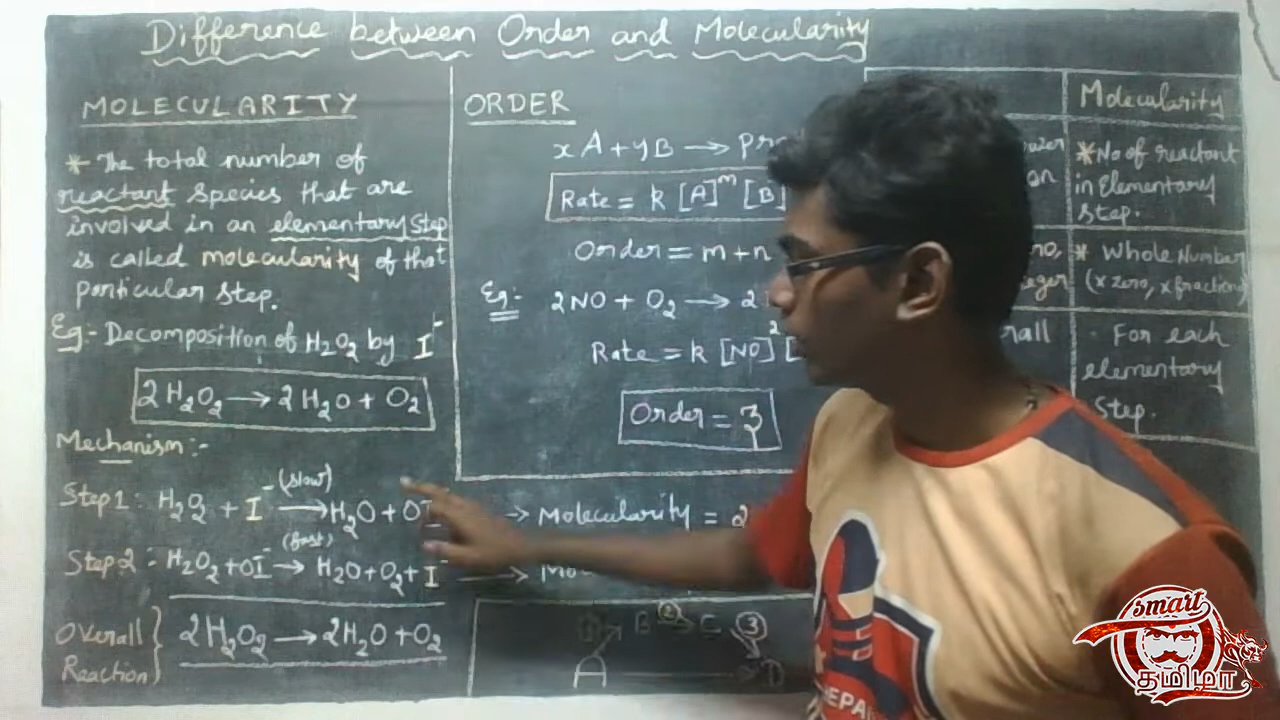 Difference between Order and Molecularity
MOLECULARITY
* The total number of
reactant species that are
involved in an elementary step
is called molecularity of that
particular step.
Eg:- Decomposition of H₂O₂ by I⁻
2H₂O₂ → 2H₂O + O₂
Mechanism:-
Step 1: H₂O₂ + I⁻ (slow) → H₂O + O
Step 2: H₂O₂ + OI⁻ (fast) → H₂O + O₂ + I⁻
Overall
Reaction } 2H₂O₂ → 2H₂O + O₂
ORDER
xA + yB → pro
Rate = k [A]ᵐ [B]
Order = m + n
Eg:- 2NO + O₂ → 2
Rate = k [NO]² [
Order = 3
→ Molecularity = 2
→ Mo
B ② C ③
A D
Molecularity
* No of reactant
in Elementary
step.
* Whole Number
(x zero, x fraction)
For each
elementary
step.
smart
தமிழா